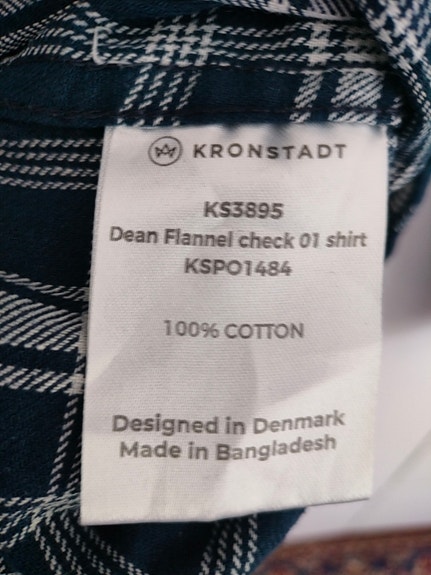 KRONSTADT
KS3895
Dean Flannel check 01 shirt
KSPO1484
100% COTTON
Designed in Denmark
Made in Bangladesh